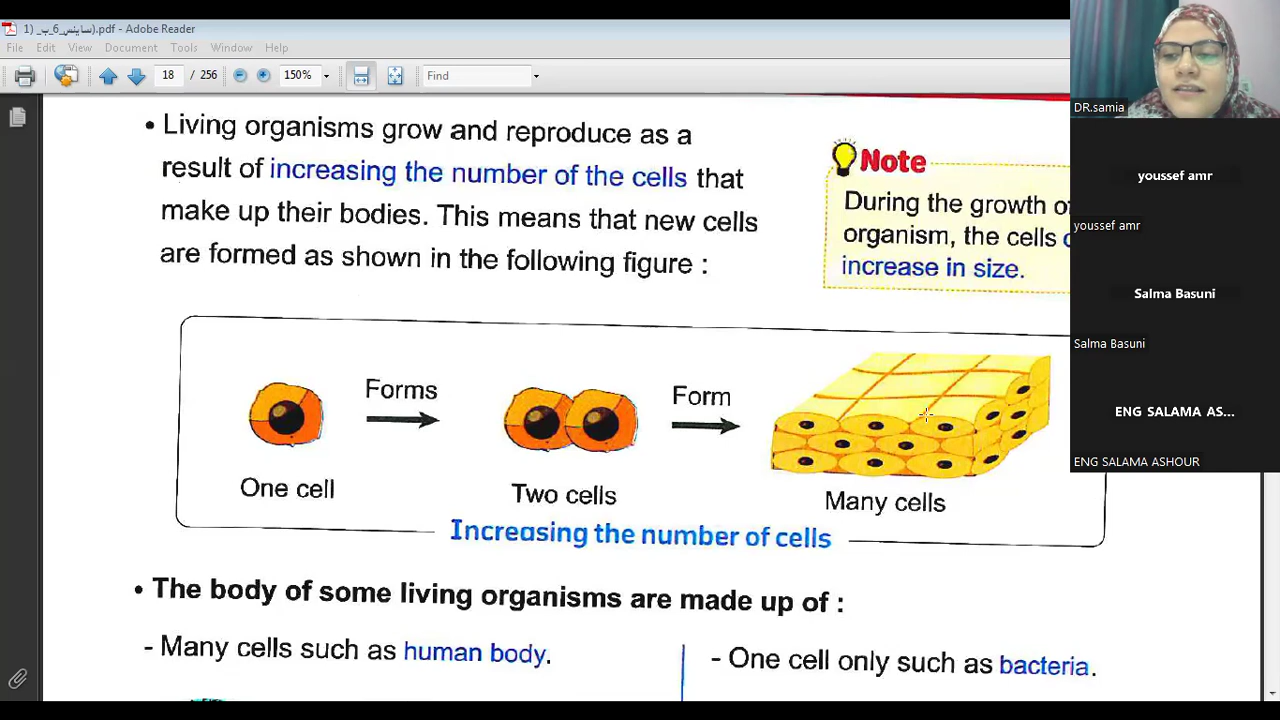 1) _ساينس_6_ب).pdf - Adobe Reader
File Edit View Document Tools Window Help
18 / 256 150% Find
• Living organisms grow and reproduce as a
result of increasing the number of the cells that
make up their bodies. This means that new cells
are formed as shown in the following figure :
Note
During the growth of
organism, the cells
increase in size.
Forms
Form
One cell
Two cells
Many cells
Increasing the number of cells
• The body of some living organisms are made up of :
- Many cells such as human body.
- One cell only such as bacteria.
DR.samia
youssef amr
youssef amr
Salma Basuni
Salma Basuni
ENG SALAMA AS...
ENG SALAMA ASHOUR